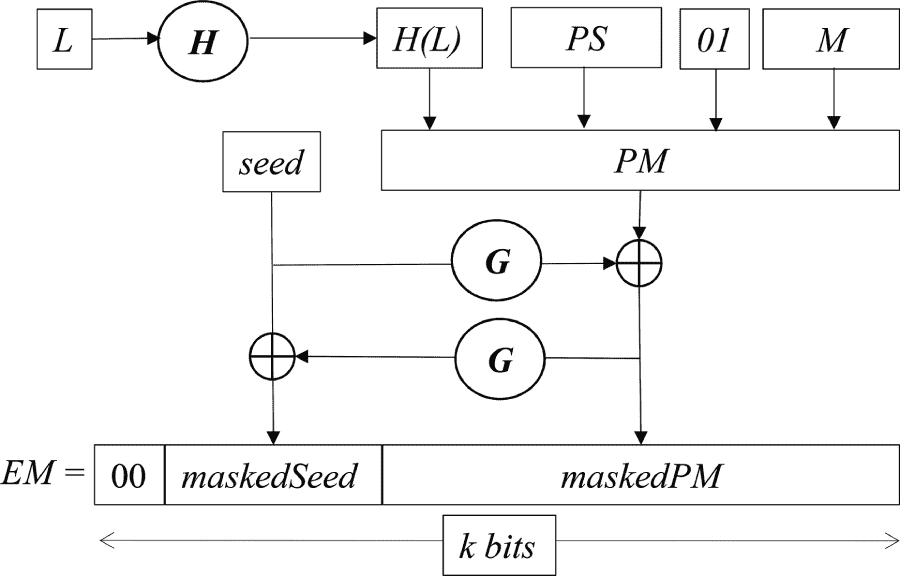 L H H(L) PS 01 M
seed PM
G
G
EM = 00 maskedSeed maskedPM
k bits